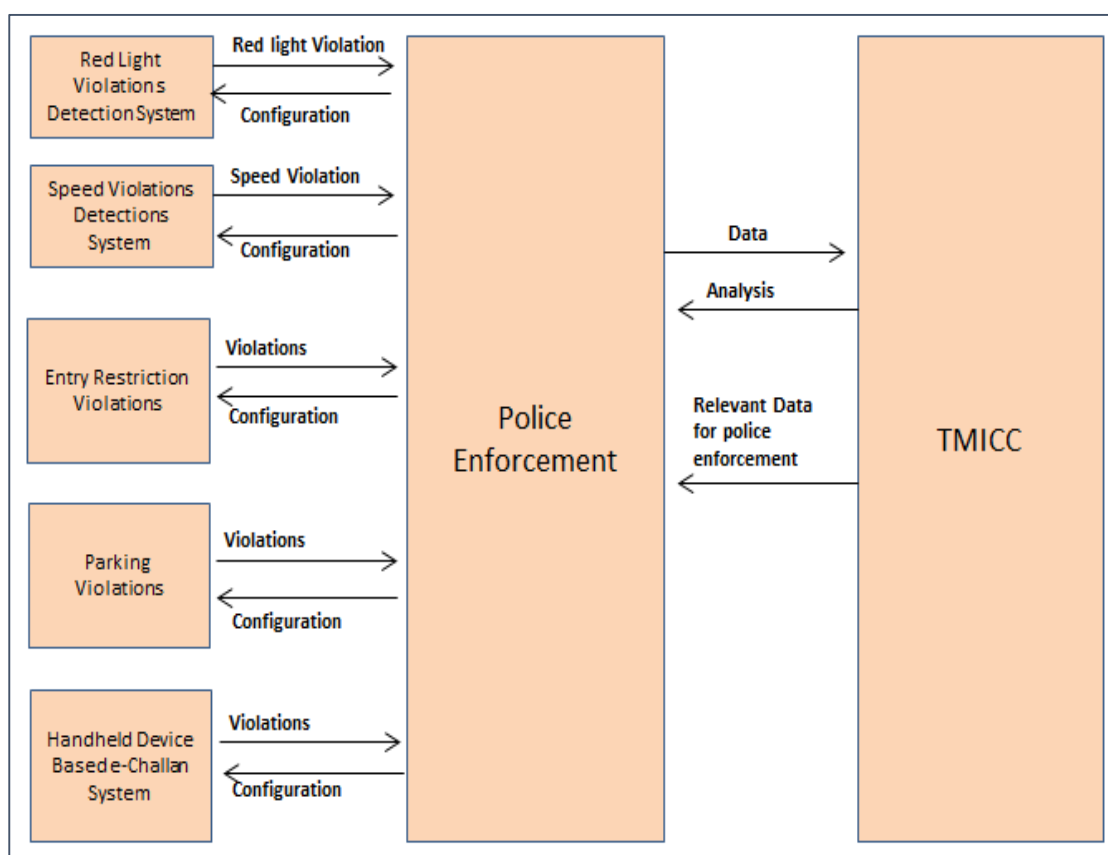 Red Light
Violations
Detection System
Red light Violation
Configuration
Speed Violations
Detections
System
Speed Violation
Configuration
Entry Restriction
Violations
Violations
Configuration
Parking
Violations
Violations
Configuration
Handheld Device
Based e-Challan
System
Violations
Configuration
Police
Enforcement
Data
Analysis
Relevant Data
for police
enforcement
TMICC